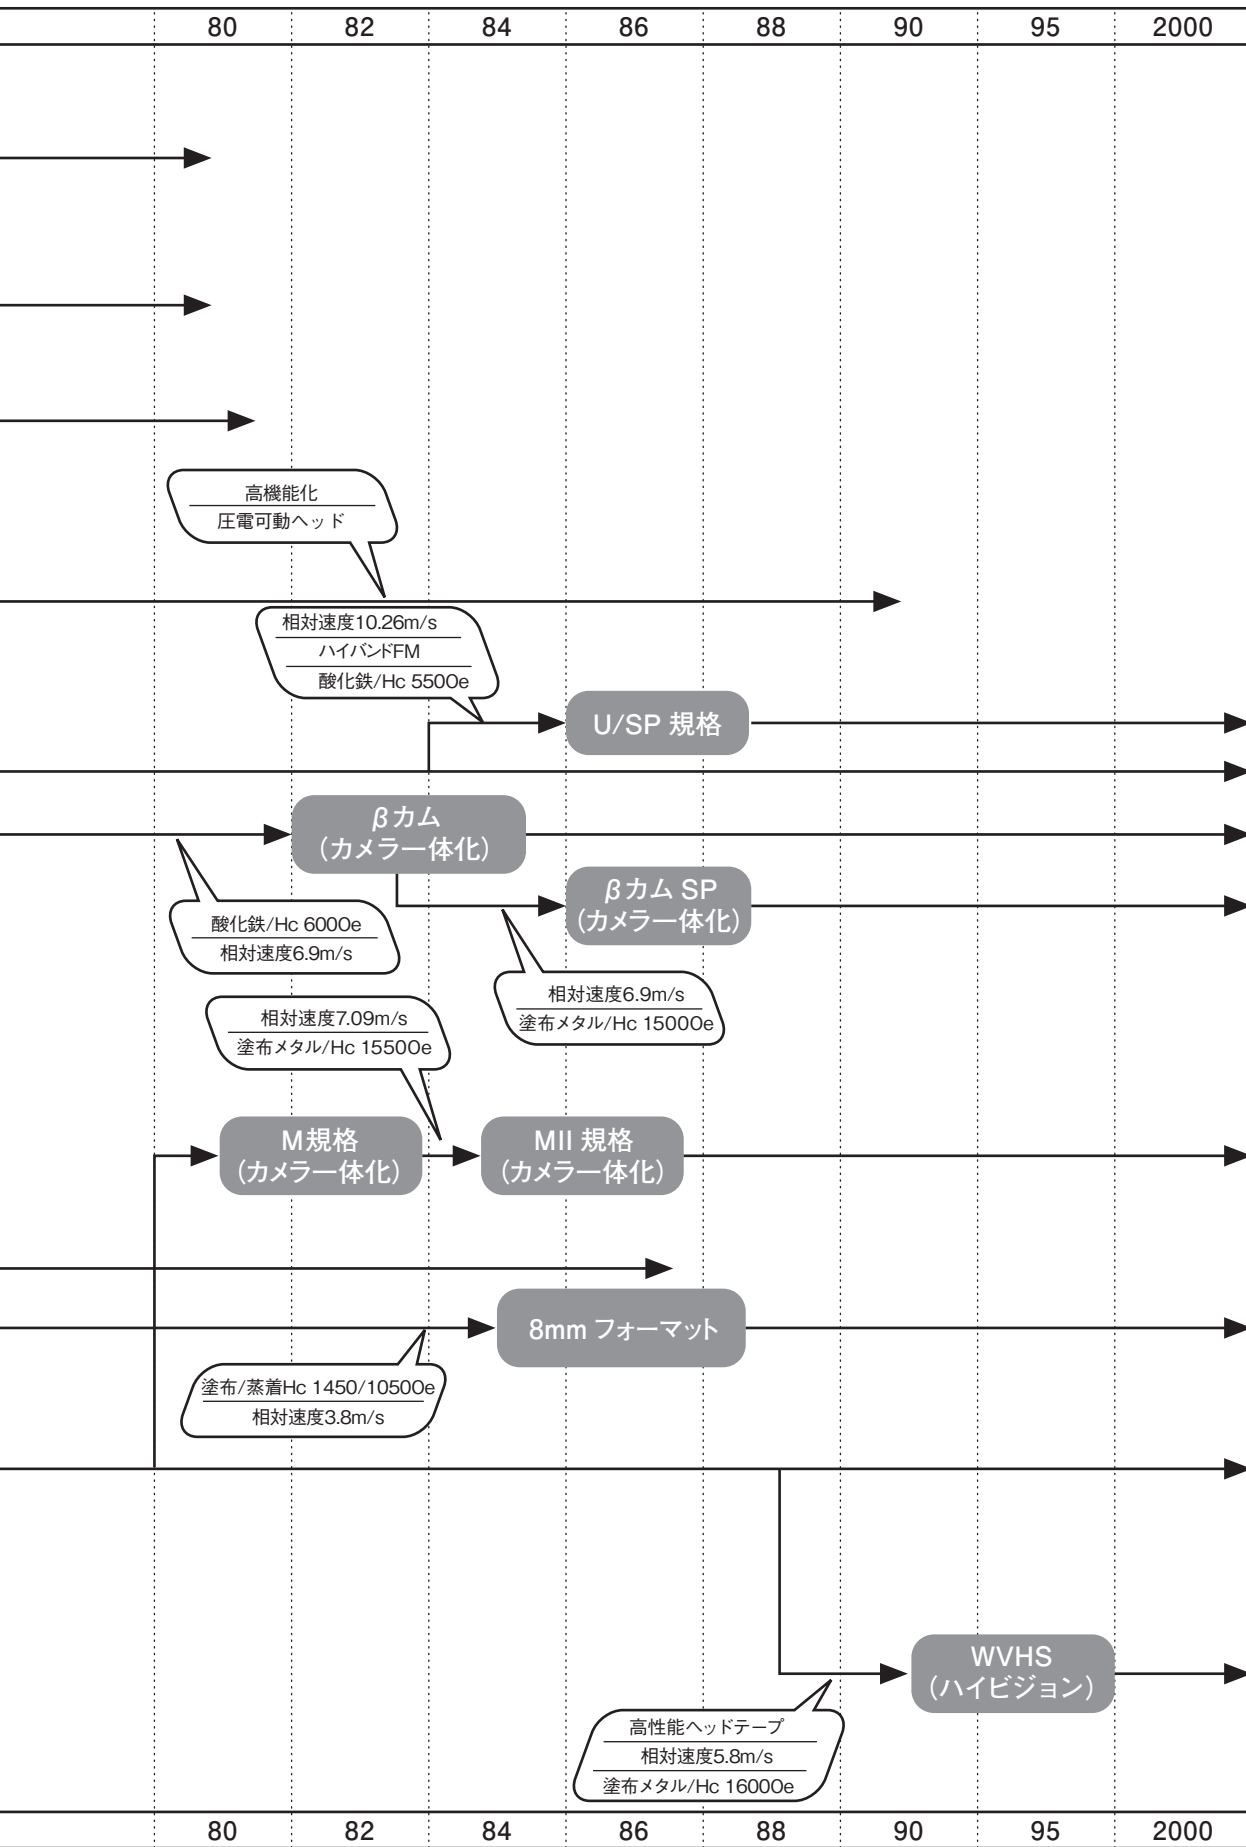 80 82 84 86 88 90 95 2000
高機能化
圧電可動ヘッド
相対速度10.26m/s
ハイバンドFM
酸化鉄/Hc 550Oe
U/SP 規格
βカム
（カメラ一体化）
βカム SP
（カメラ一体化）
酸化鉄/Hc 600Oe
相対速度6.9m/s
相対速度6.9m/s
塗布メタル/Hc 1500Oe
相対速度7.09m/s
塗布メタル/Hc 1550Oe
M規格
（カメラ一体化）
MII 規格
（カメラ一体化）
8mm フォーマット
塗布/蒸着Hc 1450/1050Oe
相対速度3.8m/s
WVHS
（ハイビジョン）
高性能ヘッドテープ
相対速度5.8m/s
塗布メタル/Hc 1600Oe
80 82 84 86 88 90 95 2000